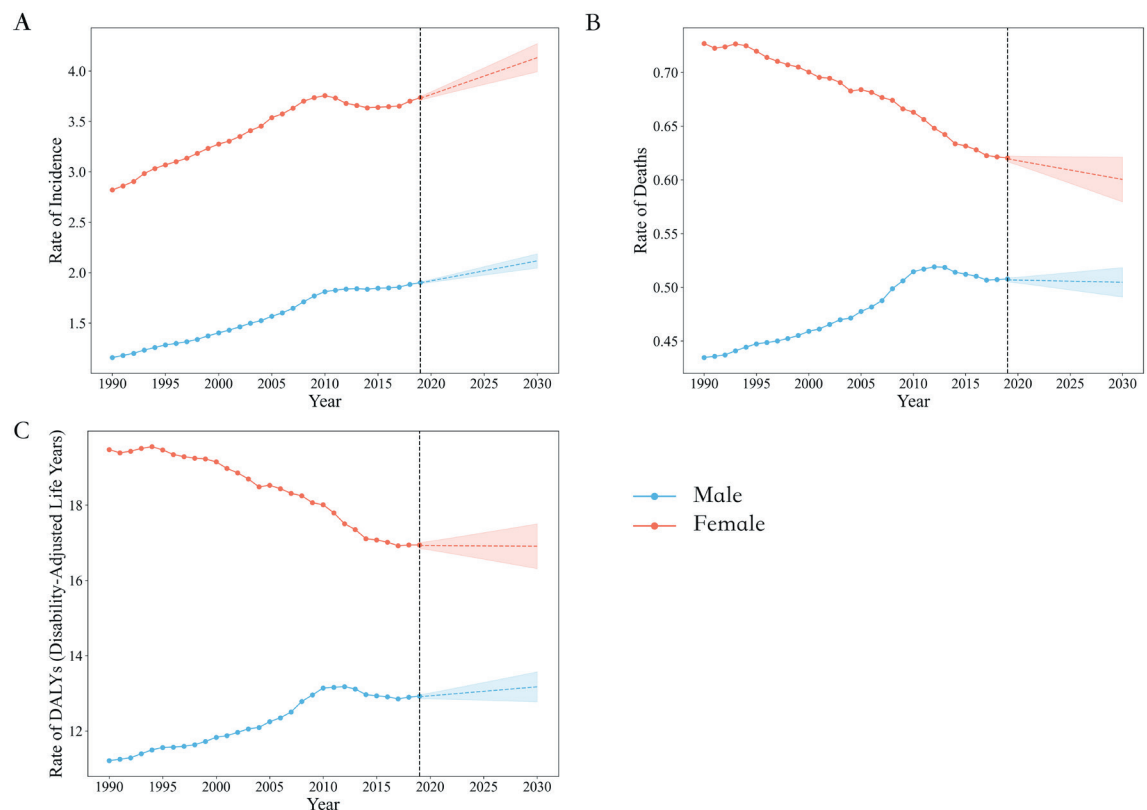 A
Rate of Incidence
4.0
3.5
3.0
2.5
2.0
1.5
1990 1995 2000 2005 2010 2015 2020 2025 2030
Year
B
Rate of Deaths
0.70
0.65
0.60
0.55
0.50
0.45
1990 1995 2000 2005 2010 2015 2020 2025 2030
Year
C
Rate of DALYs (Disability-Adjusted Life Years)
18
16
14
12
1990 1995 2000 2005 2010 2015 2020 2025 2030
Year
Male
Female